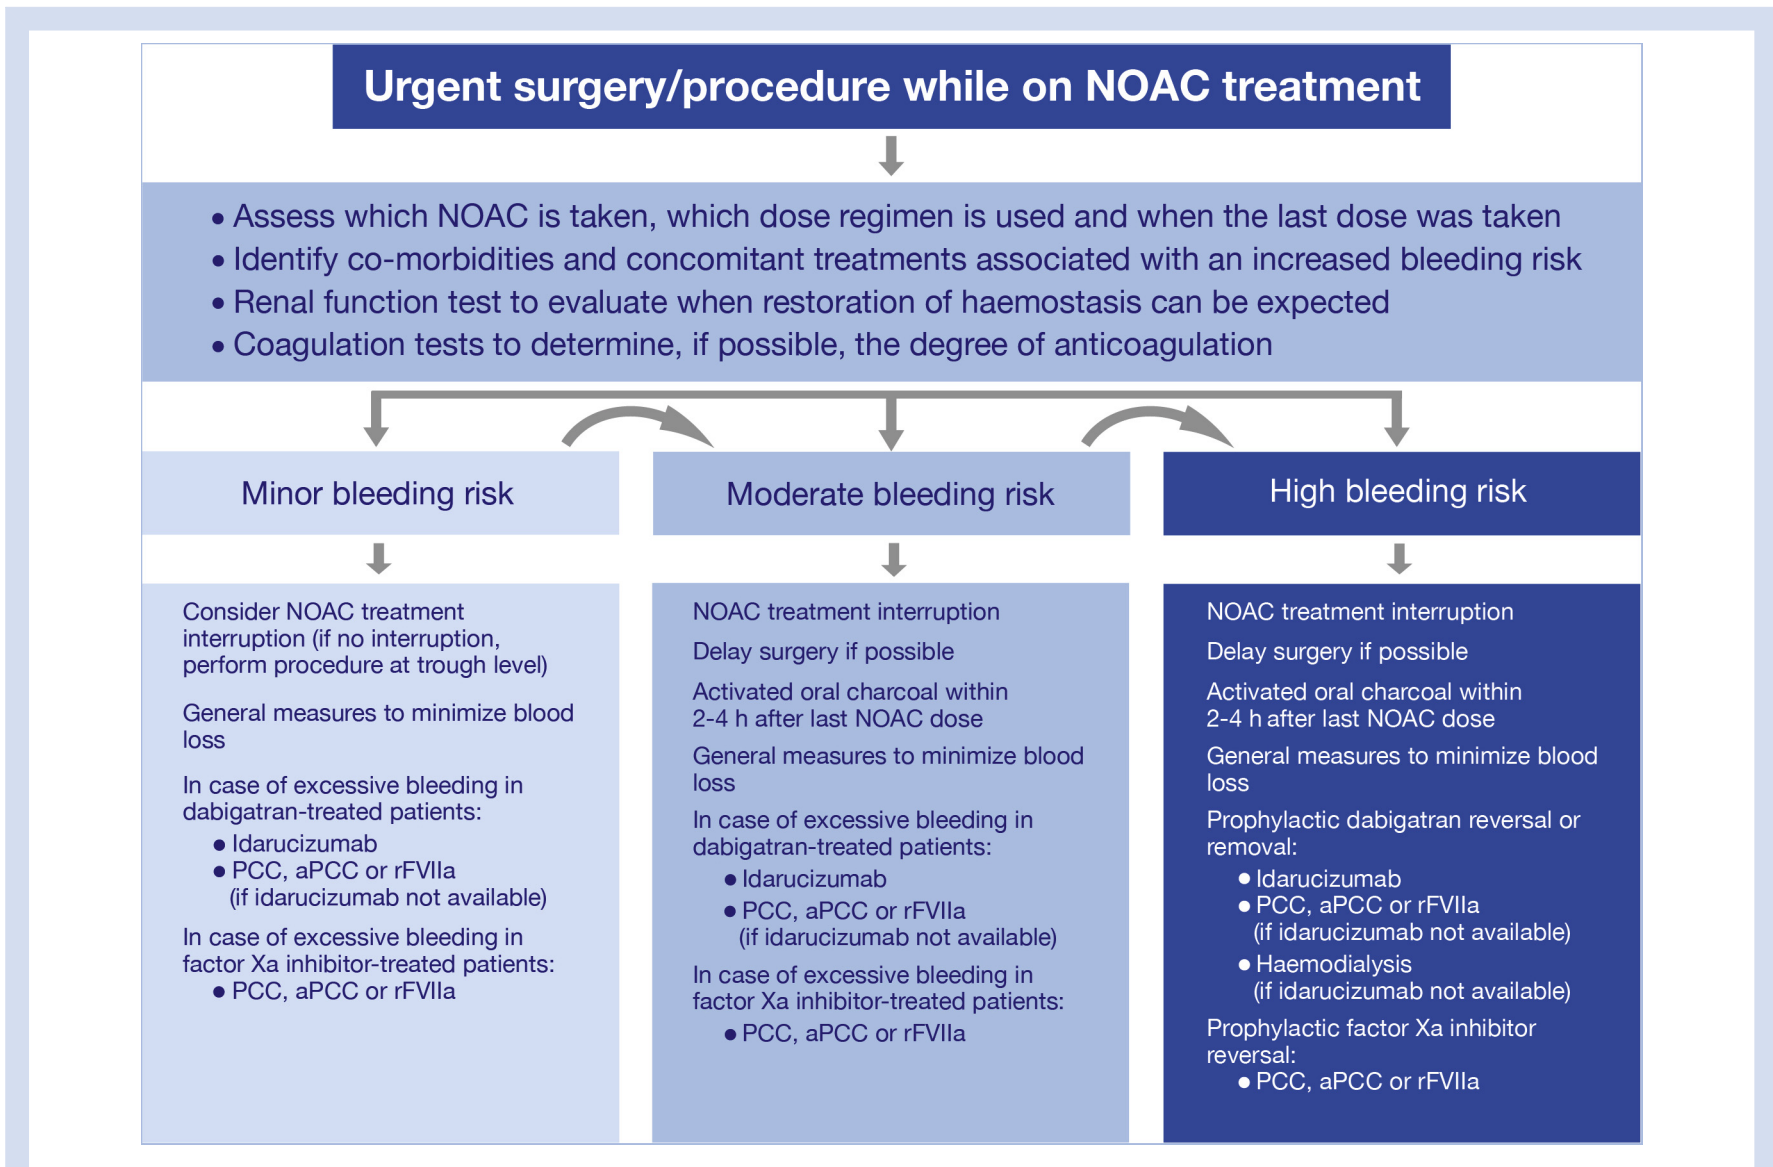 Urgent surgery/procedure while on NOAC treatment
• Assess which NOAC is taken, which dose regimen is used and when the last dose was taken
• Identify co-morbidities and concomitant treatments associated with an increased bleeding risk
• Renal function test to evaluate when restoration of haemostasis can be expected
• Coagulation tests to determine, if possible, the degree of anticoagulation
Minor bleeding risk
Consider NOAC treatment
interruption (if no interruption,
perform procedure at trough level)
General measures to minimize blood
loss
In case of excessive bleeding in
dabigatran-treated patients:
• Idarucizumab
• PCC, aPCC or rFVIIa
(if idarucizumab not available)
In case of excessive bleeding in
factor Xa inhibitor-treated patients:
• PCC, aPCC or rFVIIa
Moderate bleeding risk
NOAC treatment interruption
Delay surgery if possible
Activated oral charcoal within
2-4 h after last NOAC dose
General measures to minimize blood
loss
In case of excessive bleeding in
dabigatran-treated patients:
• Idarucizumab
• PCC, aPCC or rFVIIa
(if idarucizumab not available)
In case of excessive bleeding in
factor Xa inhibitor-treated patients:
• PCC, aPCC or rFVIIa
High bleeding risk
NOAC treatment interruption
Delay surgery if possible
Activated oral charcoal within
2-4 h after last NOAC dose
General measures to minimize blood
loss
Prophylactic dabigatran reversal or
removal:
• Idarucizumab
• PCC, aPCC or rFVIIa
(if idarucizumab not available)
• Haemodialysis
(if idarucizumab not available)
Prophylactic factor Xa inhibitor
reversal:
• PCC, aPCC or rFVIIa